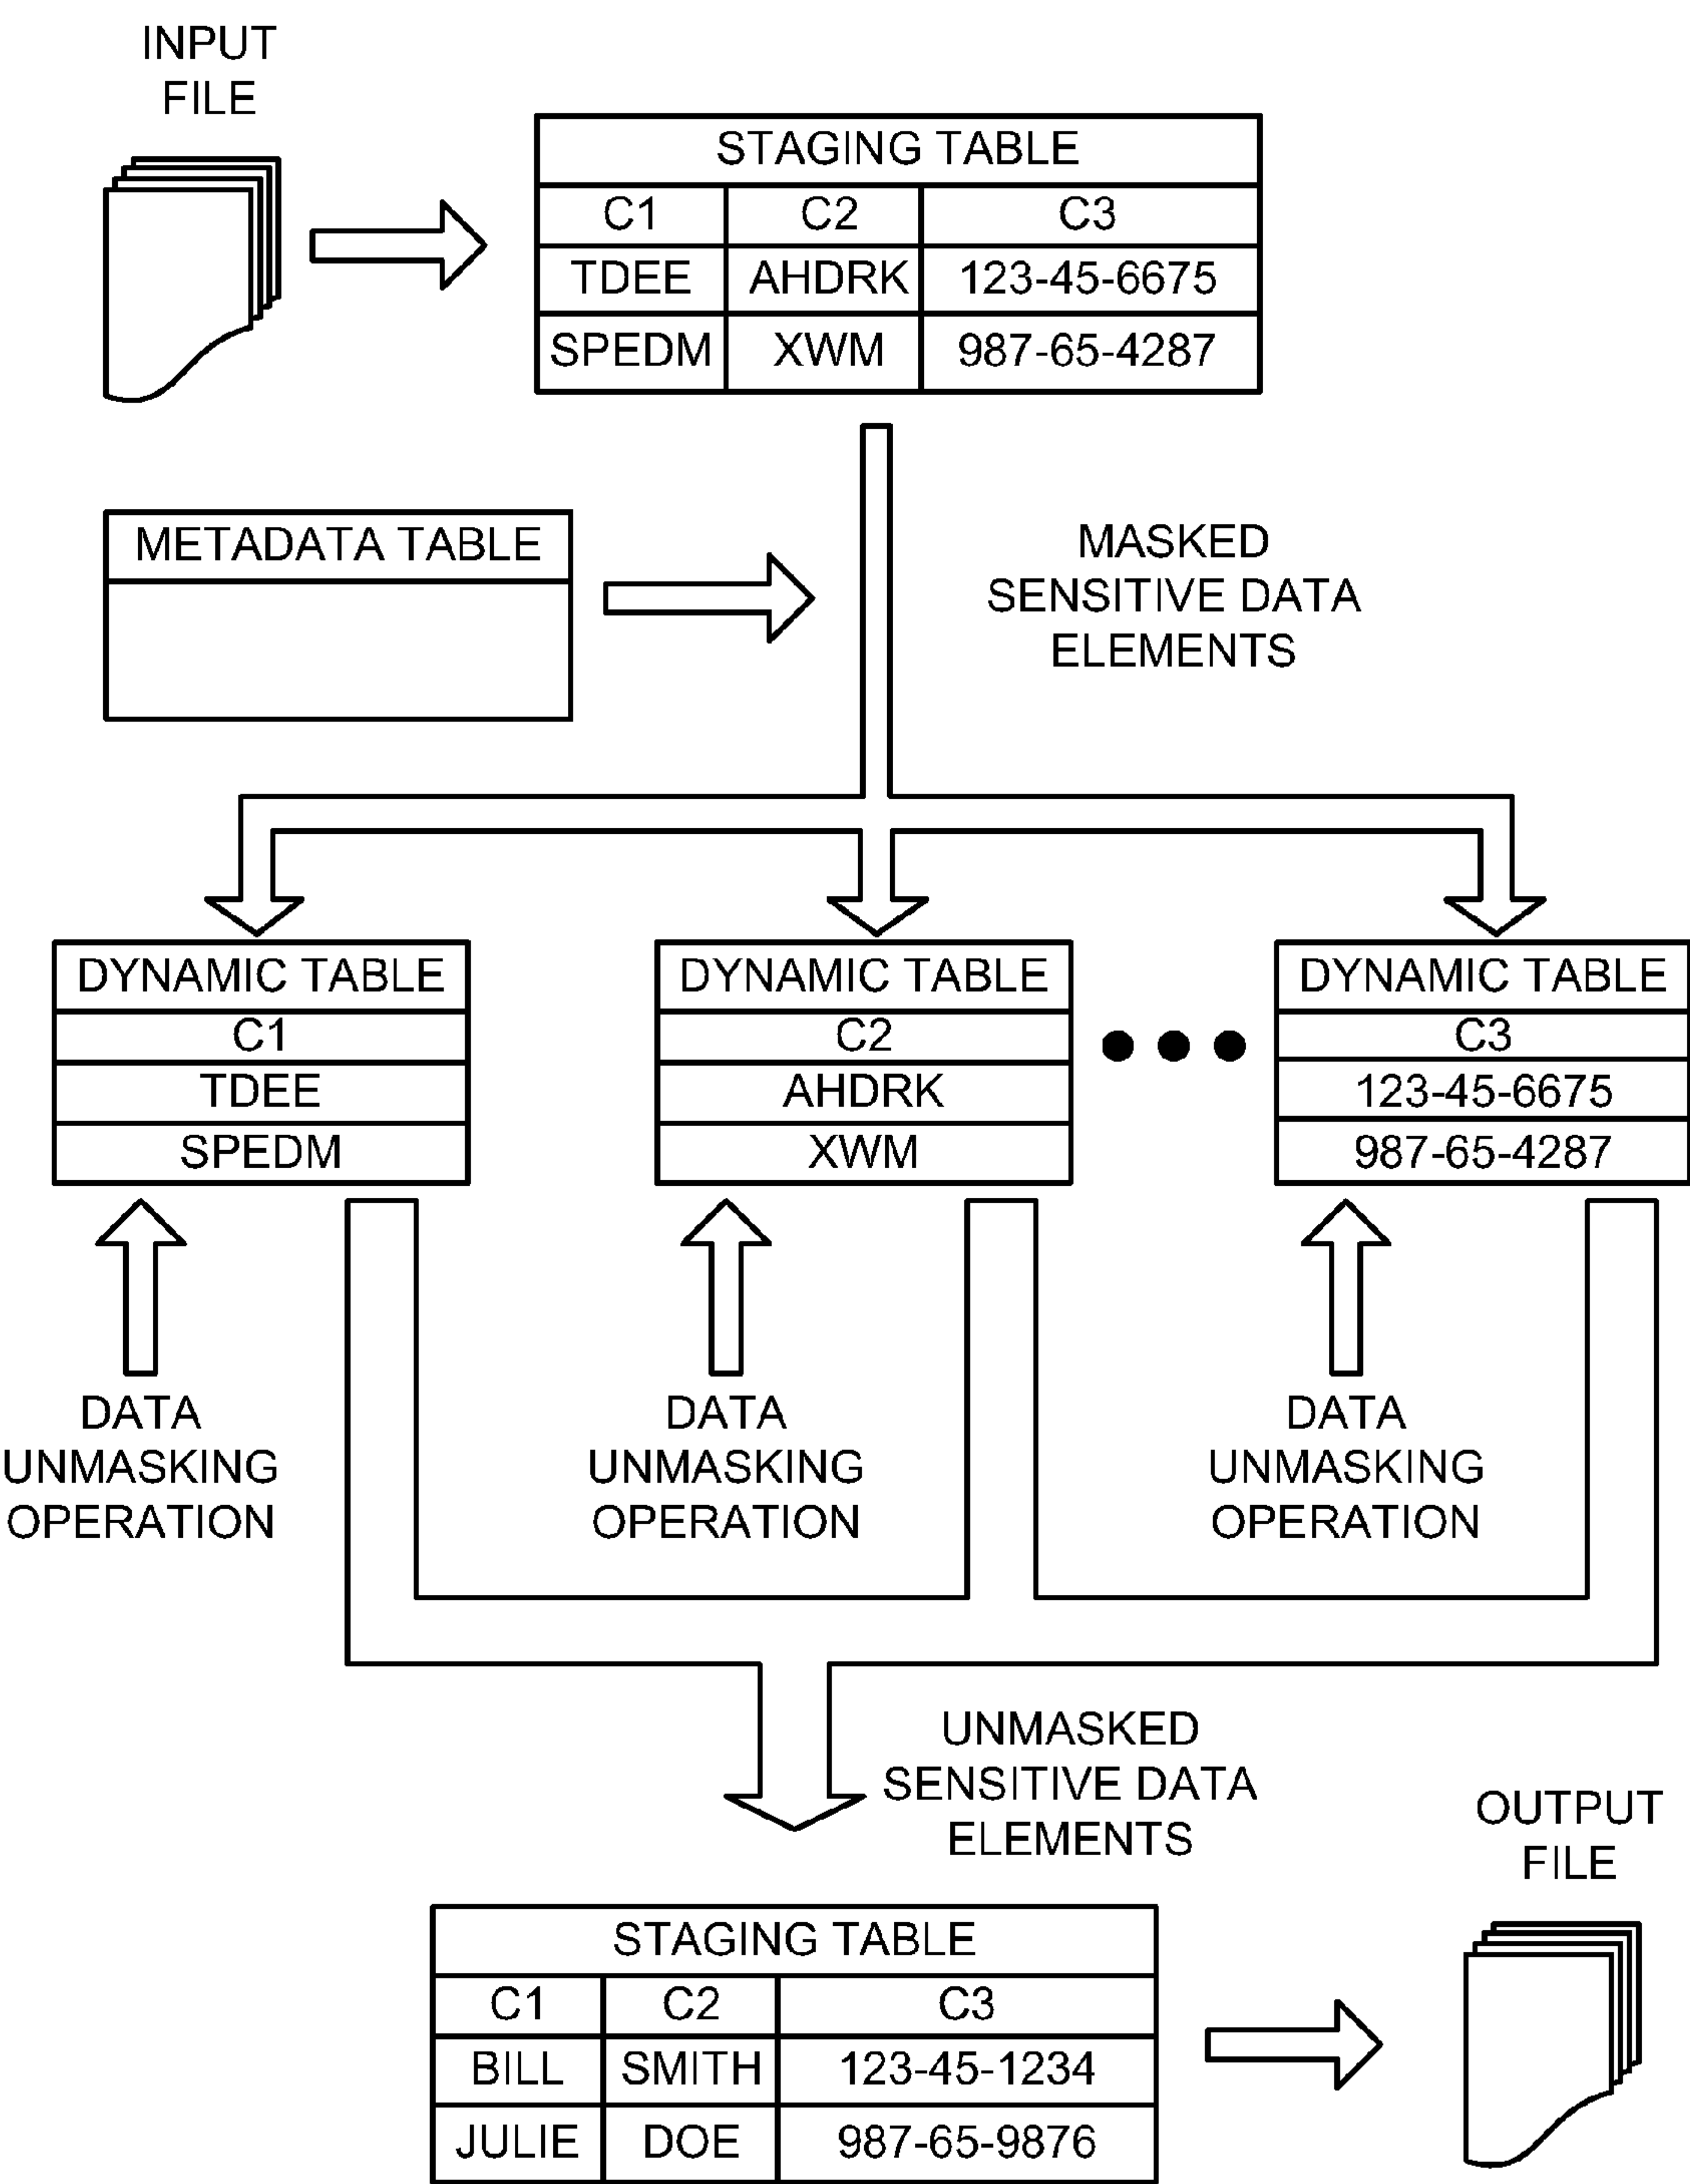 INPUT
FILE
STAGING TABLE
C1 C2 C3
TDEE AHDRK 123-45-6675
SPEDM XWM 987-65-4287
METADATA TABLE
MASKED
SENSITIVE DATA
ELEMENTS
DYNAMIC TABLE
C1
TDEE
SPEDM
DYNAMIC TABLE
C2
AHDRK
XWM
DYNAMIC TABLE
C3
123-45-6675
987-65-4287
DATA
UNMASKING
OPERATION
DATA
UNMASKING
OPERATION
DATA
UNMASKING
OPERATION
UNMASKED
SENSITIVE DATA
ELEMENTS
OUTPUT
FILE
STAGING TABLE
C1 C2 C3
BILL SMITH 123-45-1234
JULIE DOE 987-65-9876